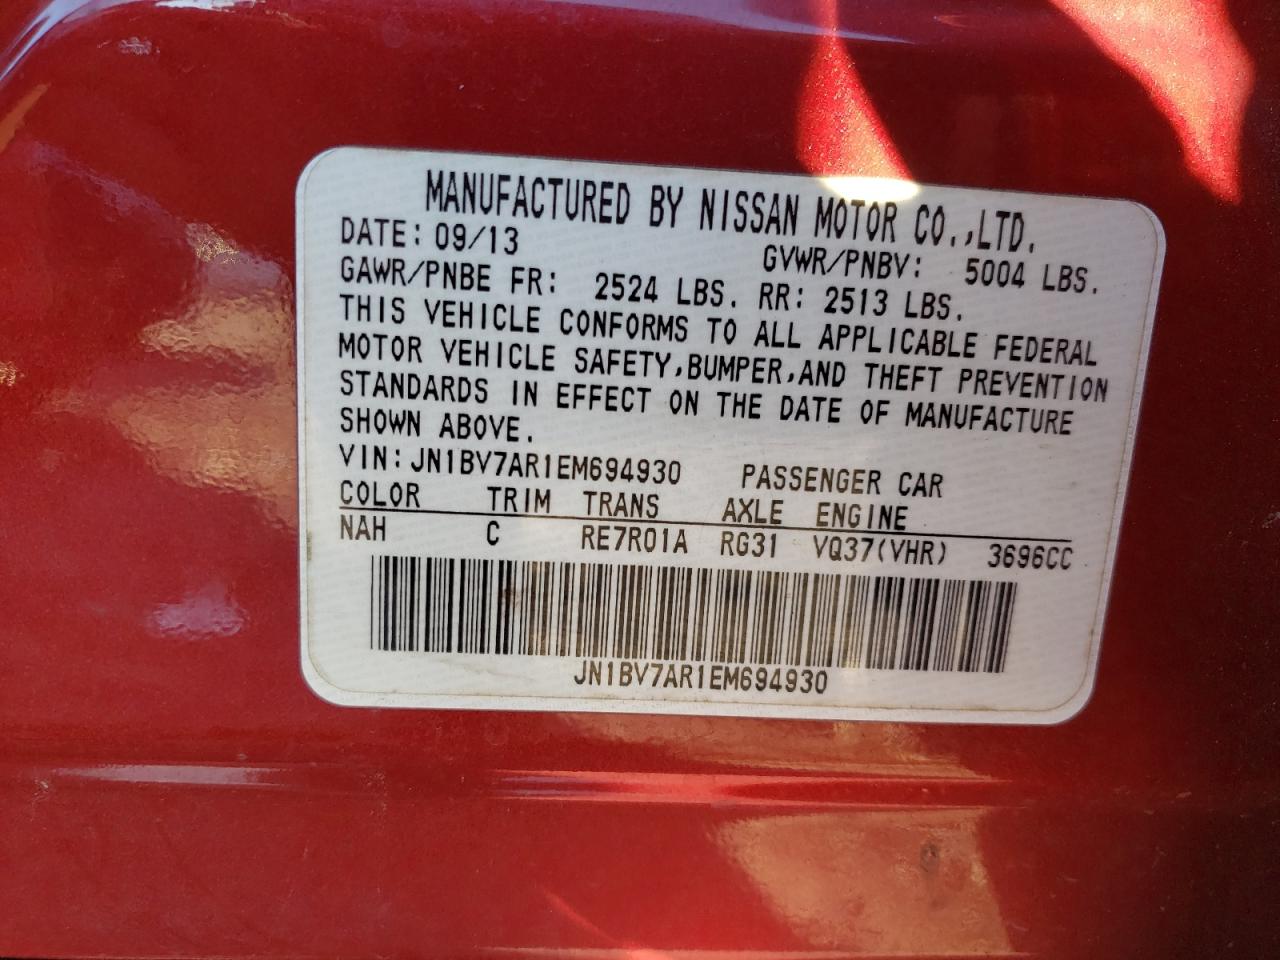 MANUFACTURED BY NISSAN MOTOR CO.,LTD.
DATE: 09/13 GVWR/PNBV: 5004 LBS.
GAWR/PNBE FR: 2524 LBS. RR: 2513 LBS.
THIS VEHICLE CONFORMS TO ALL APPLICABLE FEDERAL
MOTOR VEHICLE SAFETY,BUMPER,AND THEFT PREVENTION
STANDARDS IN EFFECT ON THE DATE OF MANUFACTURE
SHOWN ABOVE.
VIN: JN1BV7AR1EM694930 PASSENGER CAR
COLOR TRIM TRANS AXLE ENGINE
NAH C RE7R01A RG31 VQ37(VHR) 3696CC
JN1BV7AR1EM694930